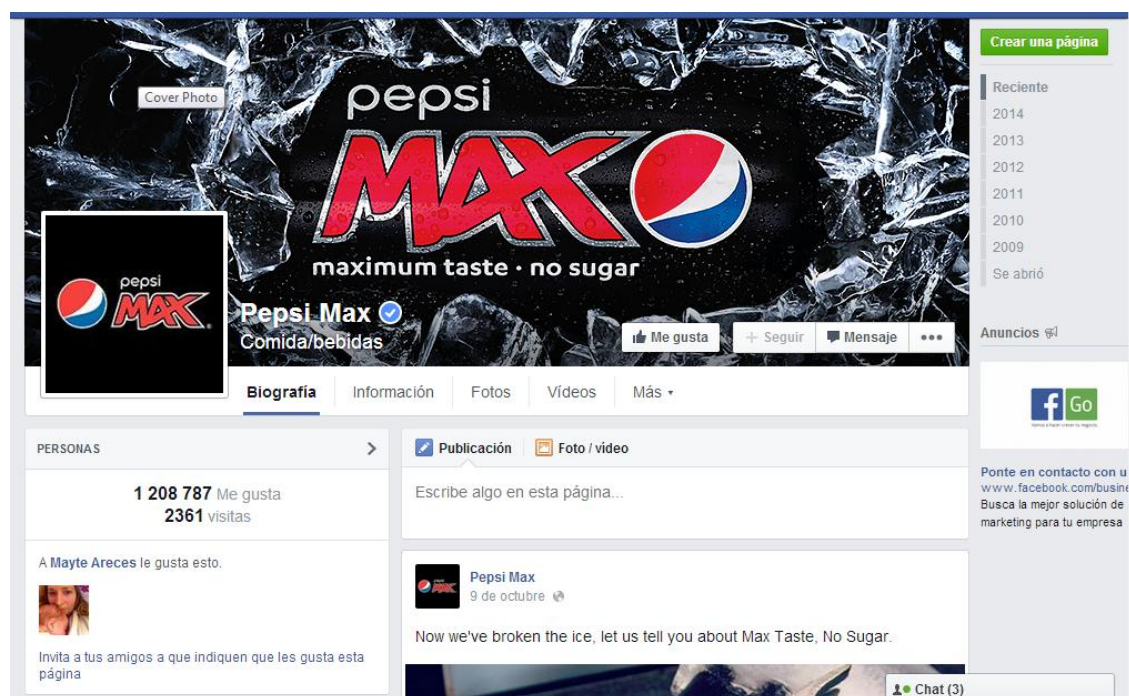 Cover Photo
pepsi
MAX
maximum taste · no sugar
pepsi
MAX
Pepsi Max
Comida/bebidas
Me gusta
+ Seguir
Mensaje
Biografía
Información
Fotos
Vídeos
Más
PERSONAS
1 208 787 Me gusta
2361 visitas
A Mayte Areces le gusta esto.
Invita a tus amigos a que indiquen que les gusta esta
página
Publicación
Foto / vídeo
Escribe algo en esta página...
Pepsi Max
9 de octubre
Now we've broken the ice, let us tell you about Max Taste, No Sugar.
Crear una página
Reciente
2014
2013
2012
2011
2010
2009
Se abrió
Anuncios
f Go
Ponte en contacto con u
www.facebook.com/busine
Busca la mejor solución de
marketing para tu empresa
Chat (3)